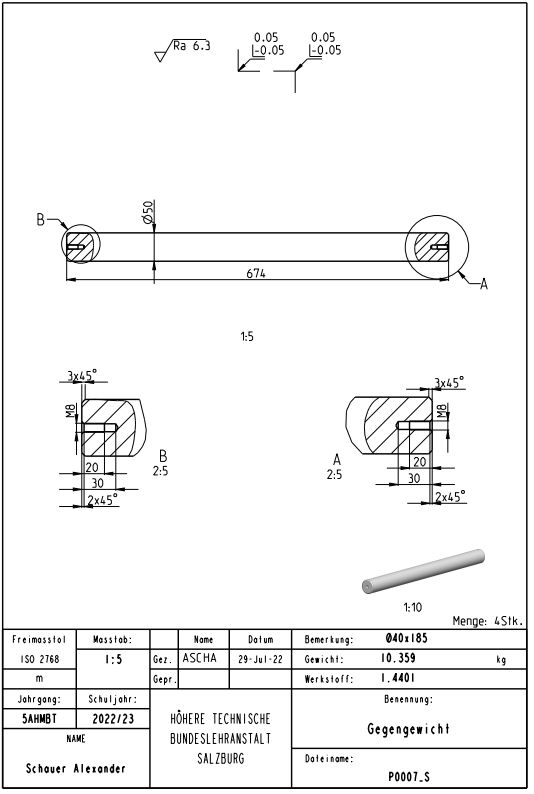 Ra 6.3
0.05
-0.05
0.05
-0.05
B
Ø50
674
A
1:5
3x45°
M8
20
30
2x45°
B
2:5
3x45°
M8
20
30
2x45°
A
2:5
1:10
Menge: 4Stk.
Freimasstol
Masstab:
Name
Datum
Bemerkung:
Ø40x185
ISO 2768
1:5
Gez.
ASCHA
29-Jul-22
Gewicht:
10.359
kg
m
Gepr.
Werkstoff:
1.4401
Jahrgang:
Schuljahr:
5AHMBT
2022/23
HÖHERE TECHNISCHE
BUNDESLEHRANSTALT
SALZBURG
Benennung:
Gegengewicht
NAME
Schauer Alexander
Dateiname:
P0007_S